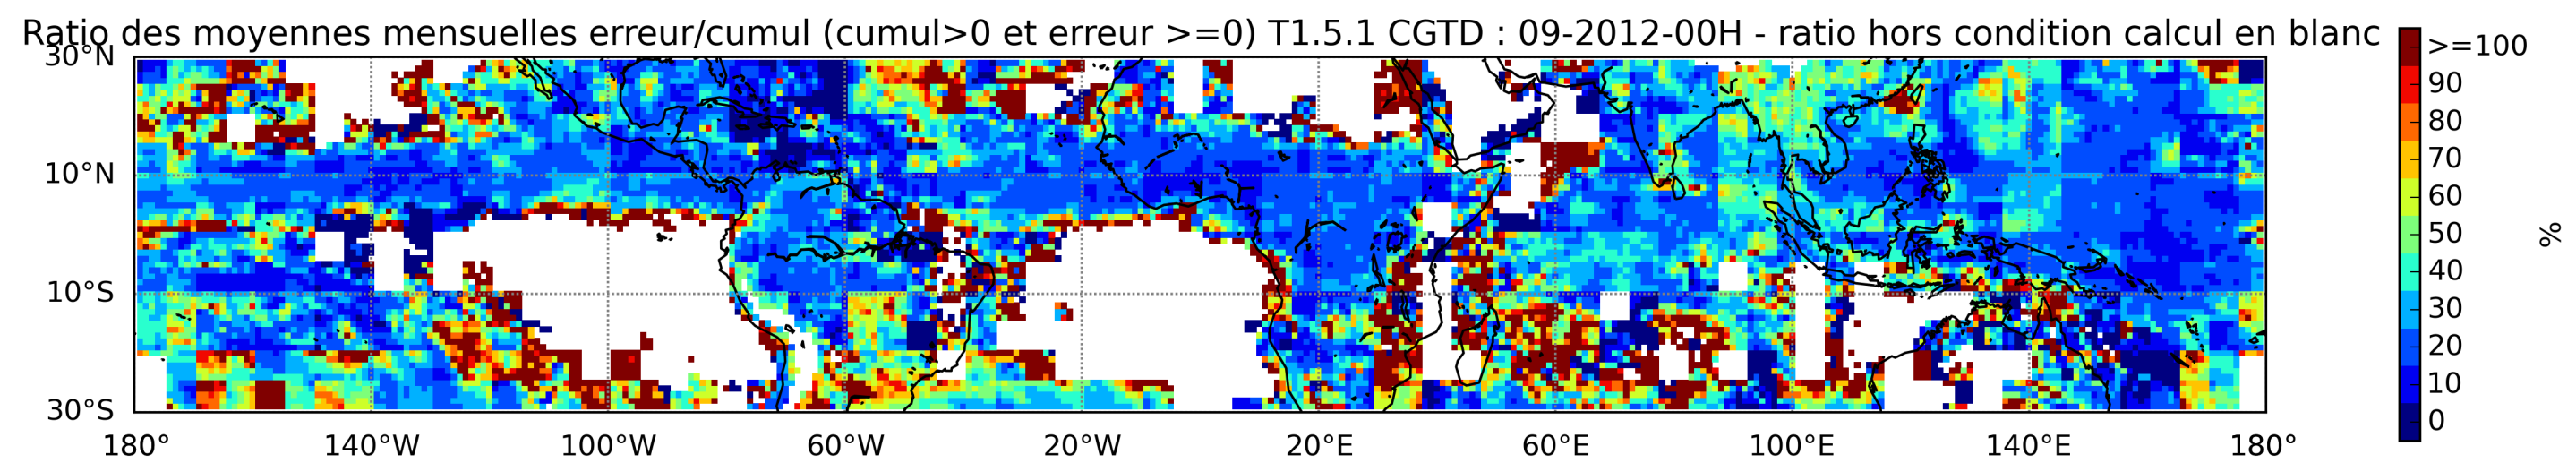 Ratio des moyennes mensuelles erreur/cumul (cumul>0 et erreur >=0) T1.5.1 CGTD : 09-2012-00H - ratio hors condition calcul en blanc
30°N
10°N
10°S
30°S
180°
140°W
100°W
60°W
20°W
20°E
60°E
100°E
140°E
180°
>=100
90
80
70
60
50
40
30
20
10
0
%